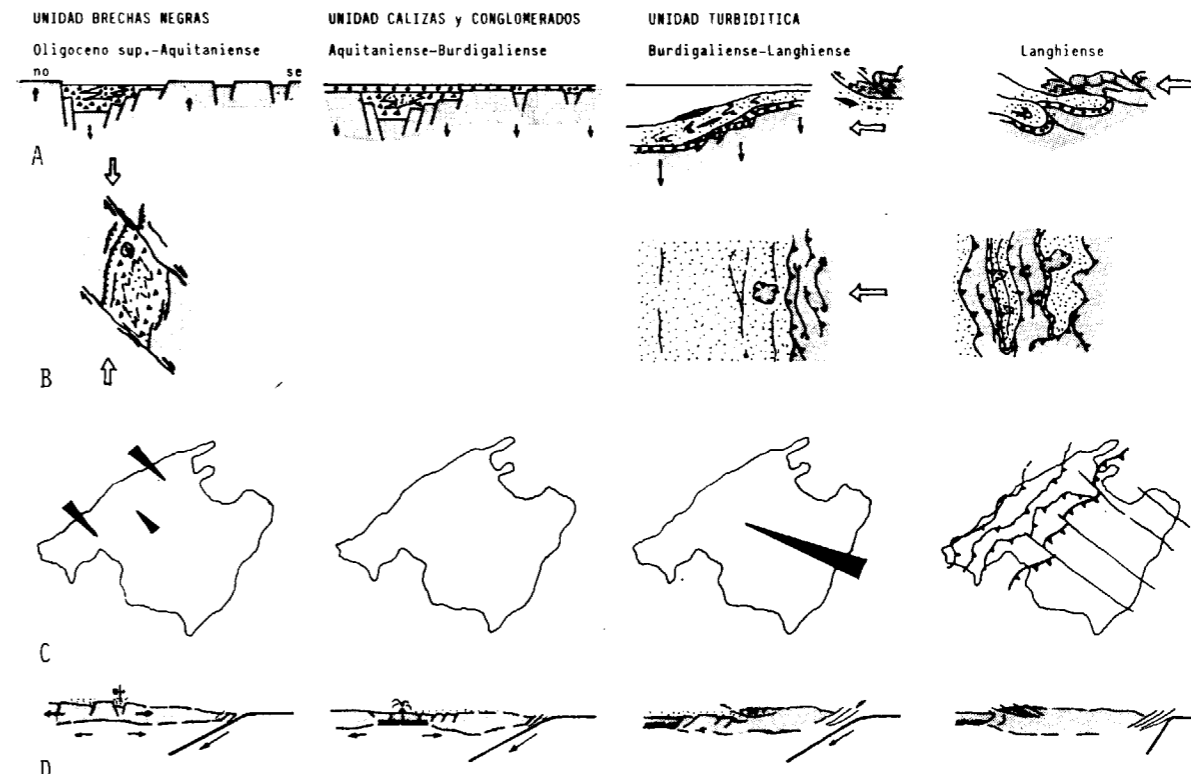 UNIDAD BRECHAS NEGRAS
UNIDAD CALIZAS y CONGLOMERADOS
UNIDAD TURBIDITICA
Oligoceno sup.-Aquitaniense
Aquitaniense-Burdigaliense
Burdigaliense-Langhiense
Langhiense
no
se
A
B
C
D